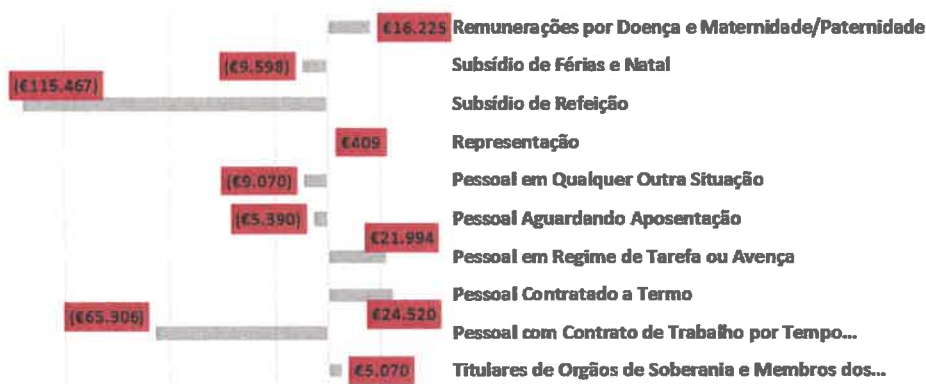 €16.225 Remunerações por Doença e Maternidade/Paternidade
(€9.598) Subsídio de Férias e Natal
(€115.467) Subsídio de Refeição
€409 Representação
(€9.070) Pessoal em Qualquer Outra Situação
(€5.390) Pessoal Aguardando Aposentação
€21.994 Pessoal em Regime de Tarefa ou Avença
€24.520 Pessoal Contratado a Termo
(€65.306) Pessoal com Contrato de Trabalho por Tempo...
€5.070 Titulares de Orgãos de Soberania e Membros dos...